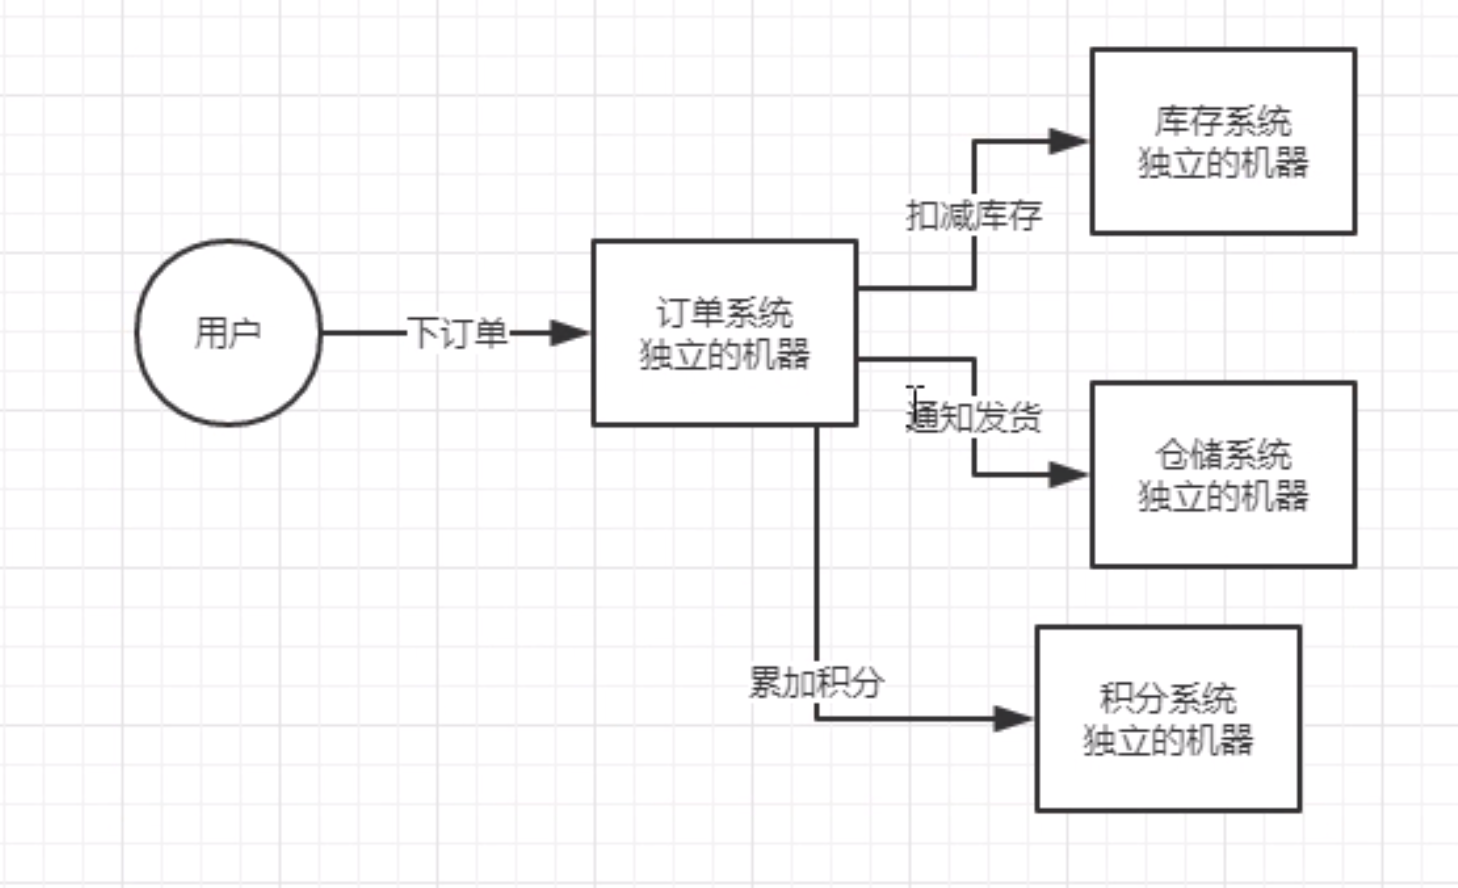 库存系统
独立的机器
扣减库存
用户
下订单
订单系统
独立的机器
通知发货
仓储系统
独立的机器
累加积分
积分系统
独立的机器